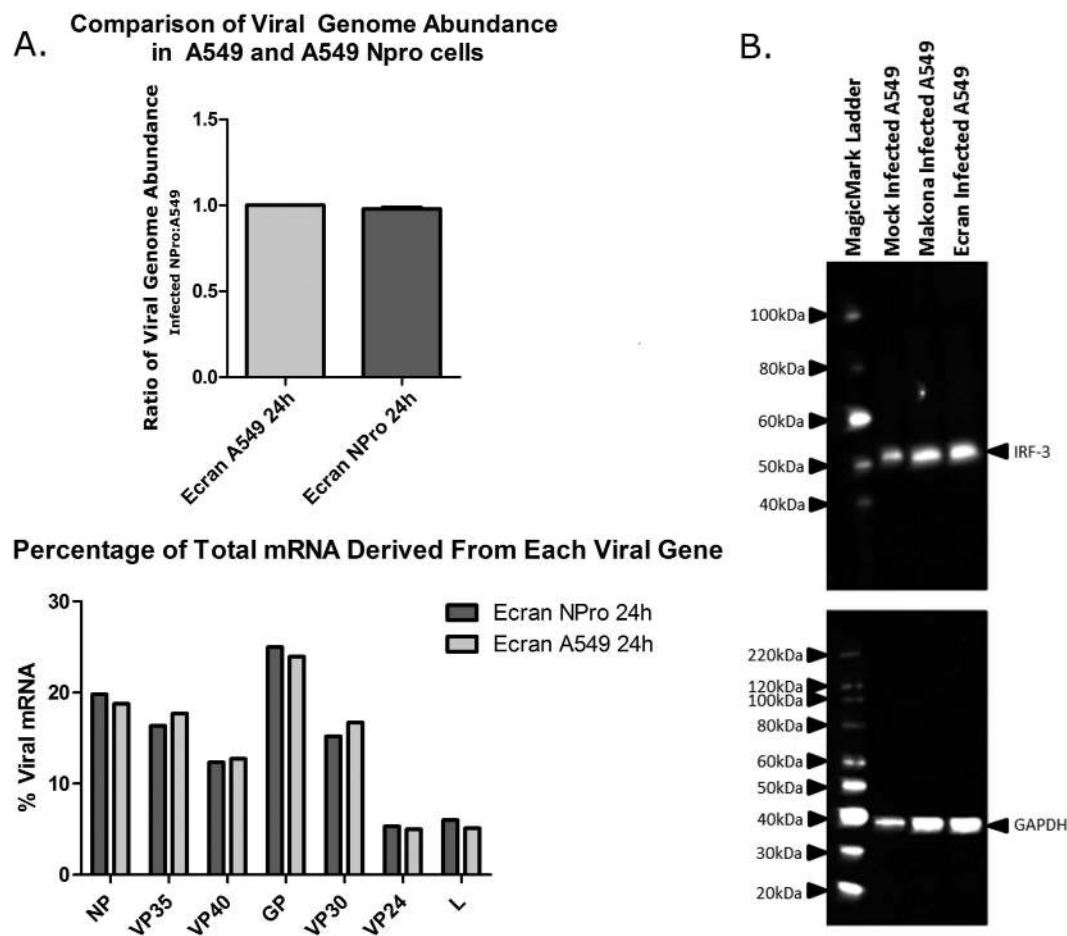 A.
Comparison of Viral Genome Abundance
in A549 and A549 Npro cells
Ratio of Viral Genome Abundance
Infected NPro:A549
1.5
1.0
0.5
0.0
Ecran A549 24h
Ecran NPro 24h
Percentage of Total mRNA Derived From Each Viral Gene
% Viral mRNA
30
20
10
0
Ecran NPro 24h
Ecran A549 24h
NP
VP35
VP40
GP
VP30
VP24
L
B.
MagicMark Ladder
Mock Infected A549
Makona Infected A549
Ecran Infected A549
100kDa
80kDa
60kDa
50kDa
40kDa
IRF-3
220kDa
120kDa
100kDa
80kDa
60kDa
50kDa
40kDa
30kDa
20kDa
GAPDH